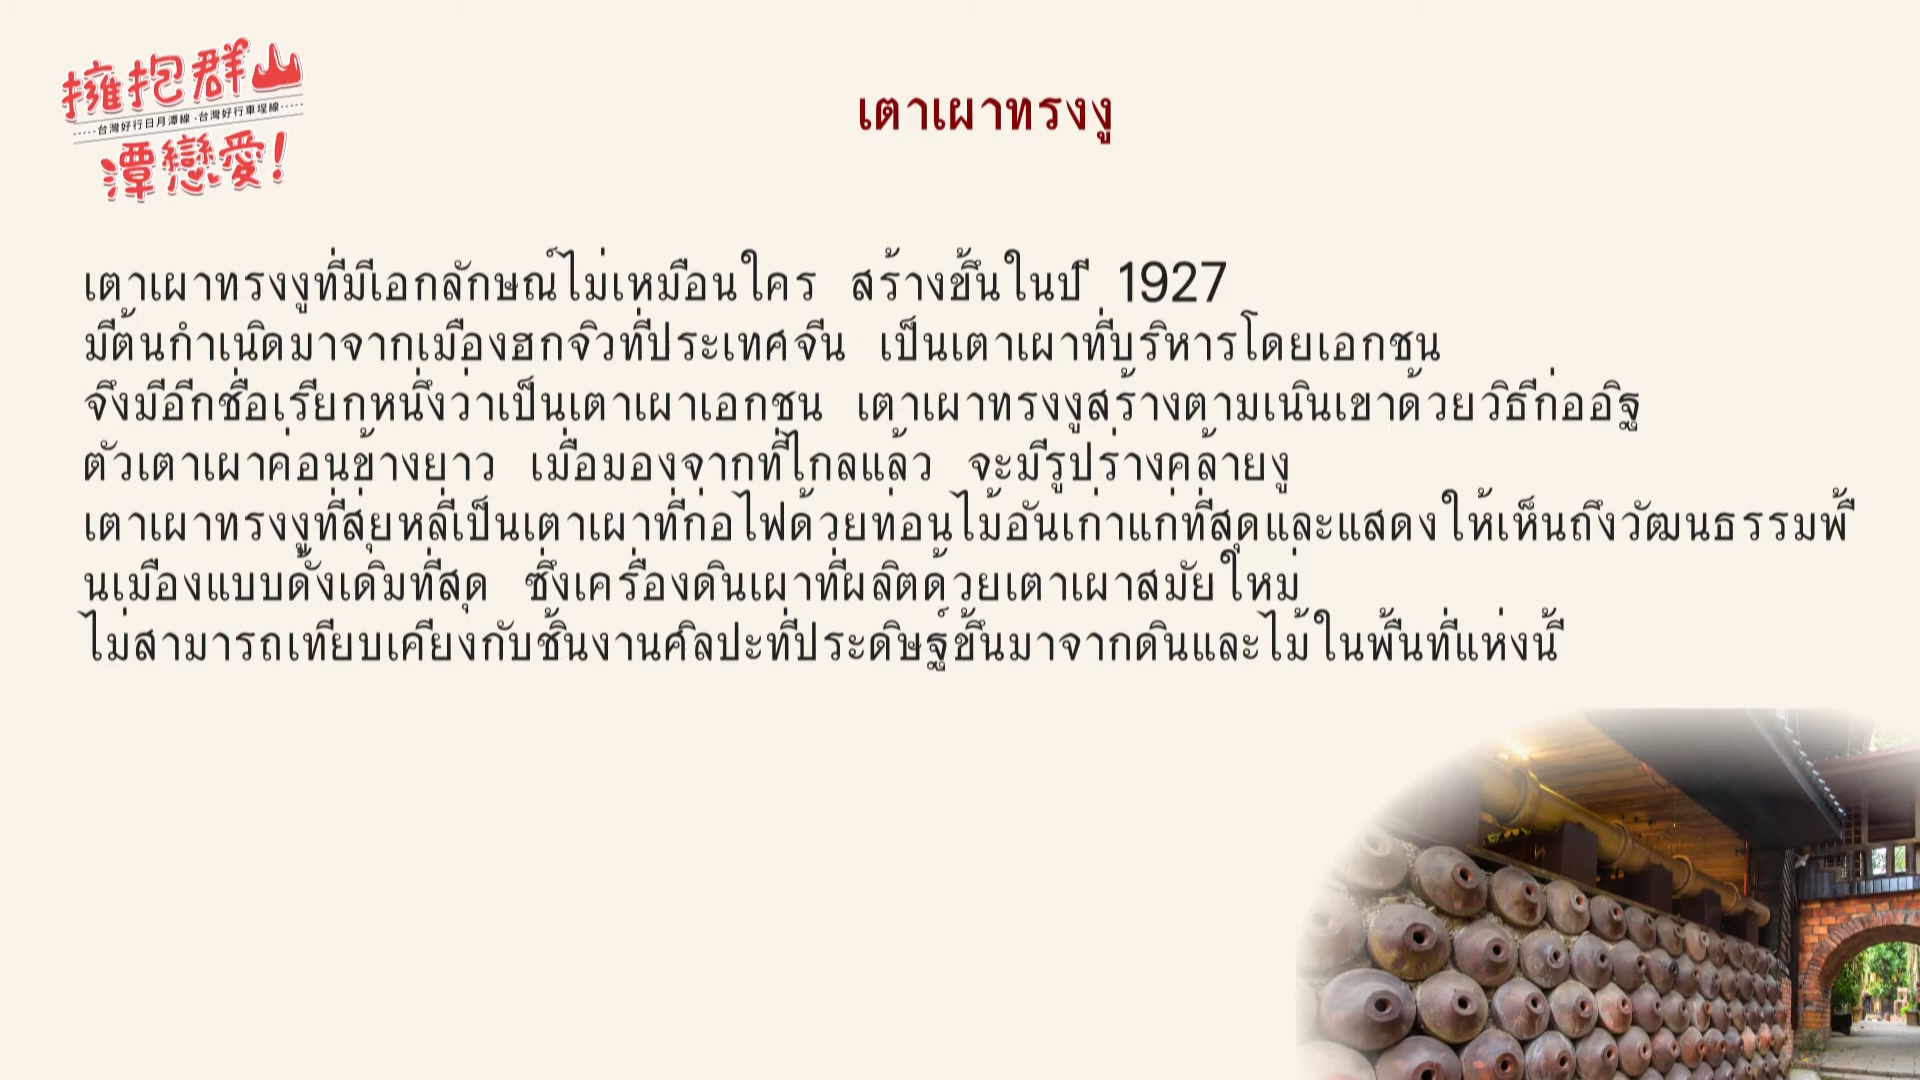 擁抱群山
台灣好行日月潭線 · 台灣好行車埕線
潭戀愛!
เตาเผาทรงงู
เตาเผาทรงงูที่มีเอกลักษณ์ไม่เหมือนใคร สร้างขึ้นในปี 1927
มีต้นกำเนิดมาจากเมืองฮกจิวที่ประเทศจีน เป็นเตาเผาที่บริหารโดยเอกชน
จึงมีอีกชื่อเรียกหนึ่งว่าเป็นเตาเผาเอกชน เตาเผาทรงงูสร้างตามเนินเขาด้วยวิธีก่ออิฐ
ตัวเตาเผาค่อนข้างยาว เมื่อมองจากที่ไกลแล้ว จะมีรูปร่างคล้ายงู
เตาเผาทรงงูที่สุ่ยหลี่เป็นเตาเผาที่ก่อไฟด้วยท่อนไม้อันเก่าแก่ที่สุดและแสดงให้เห็นถึงวัฒนธรรมพื้
นเมืองแบบดั้งเดิมที่สุด ซึ่งเครื่องดินเผาที่ผลิตด้วยเตาเผาสมัยใหม่
ไม่สามารถเทียบเคียงกับชิ้นงานศิลปะที่ประดิษฐ์ขึ้นมาจากดินและไม้ในพื้นที่แห่งนี้